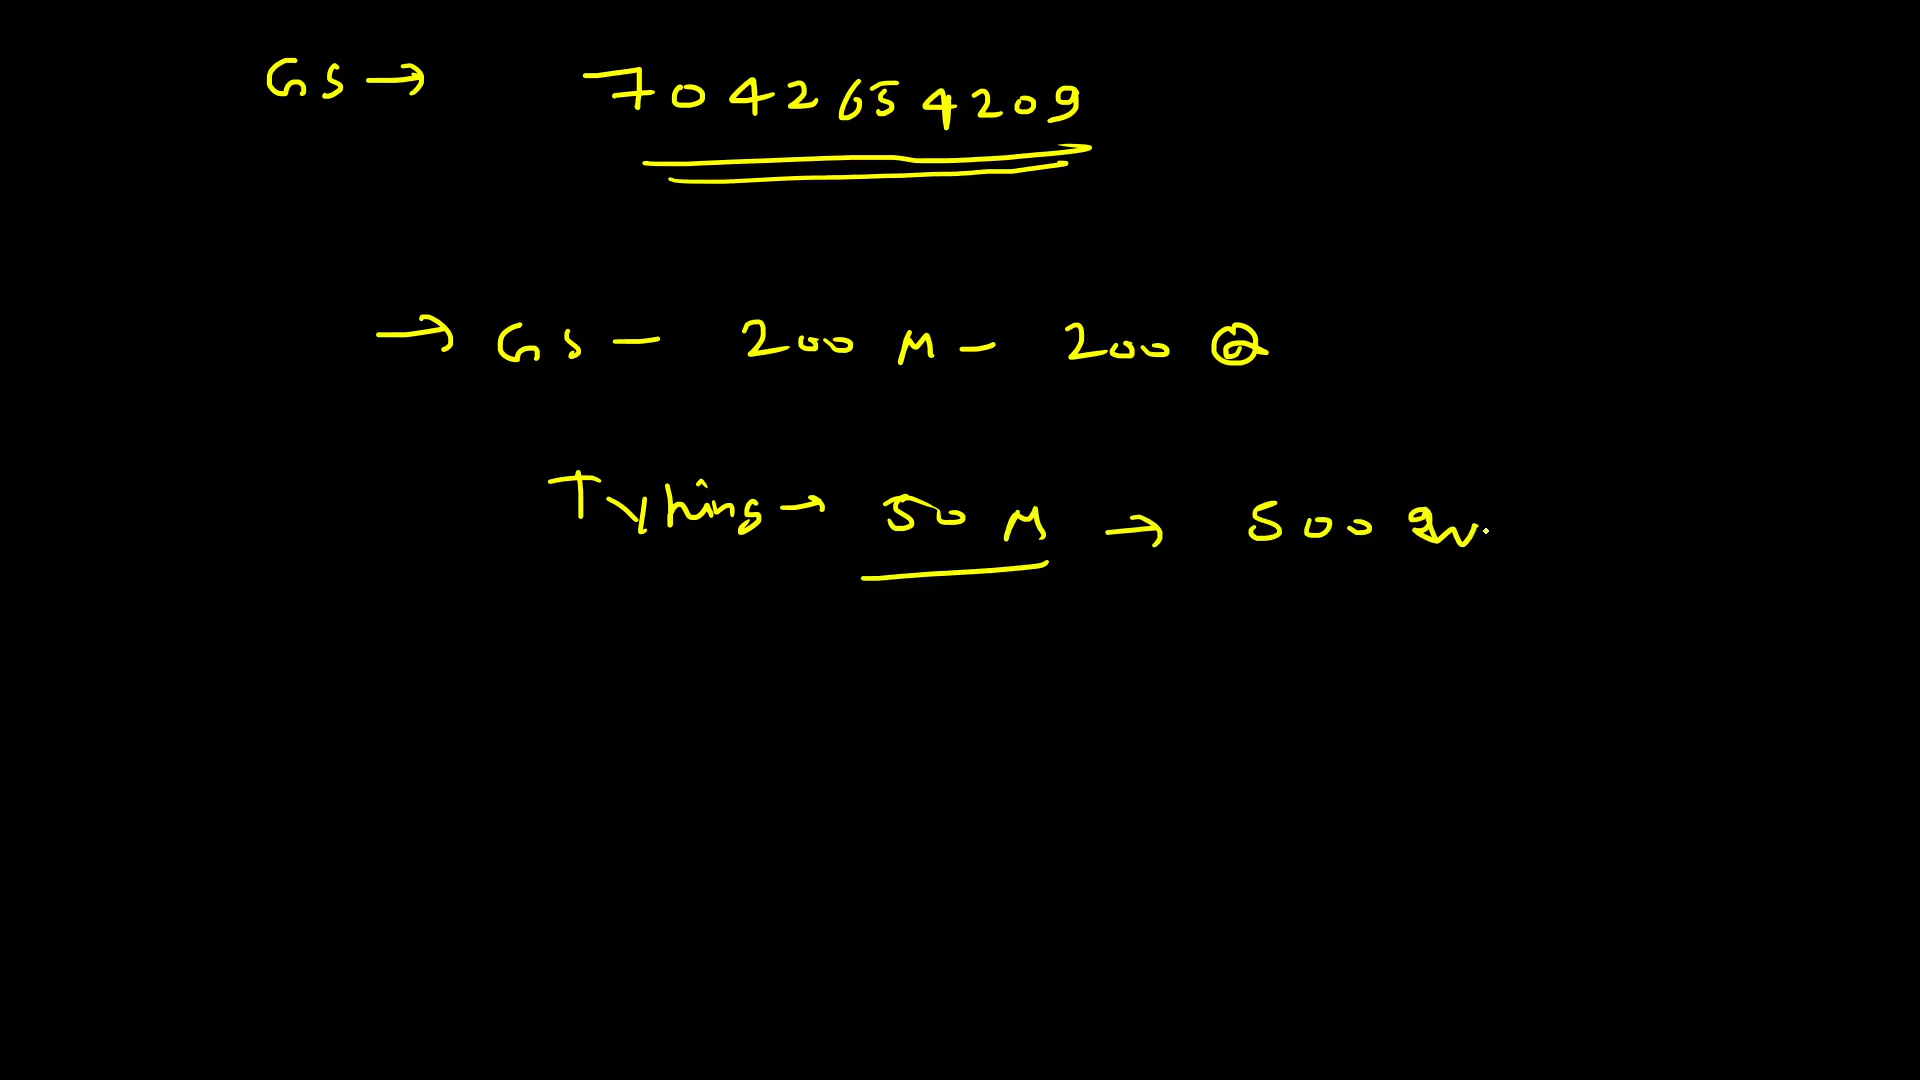 GS → 7042654209
→ GS - 200 M - 200 Q
Typing → 50 M → 500